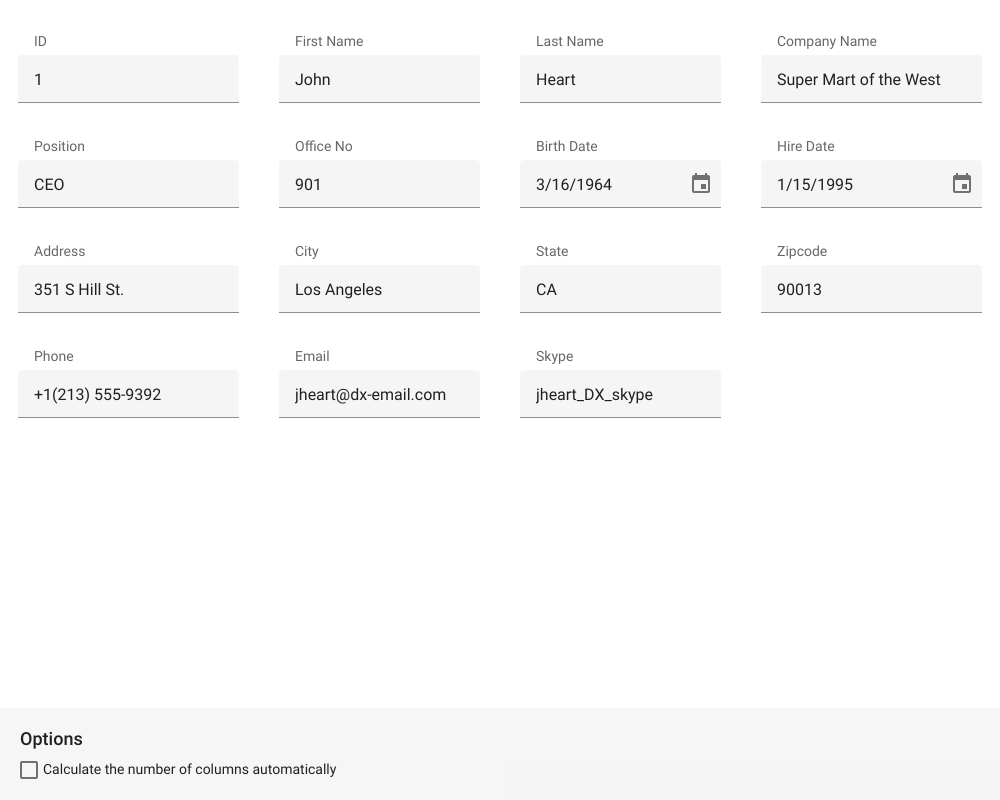 ID
First Name
Last Name
Company Name
1
John
Heart
Super Mart of the West
Position
Office No
Birth Date
Hire Date
CEO
901
3/16/1964
1/15/1995
Address
City
State
Zipcode
351 S Hill St.
Los Angeles
CA
90013
Phone
Email
Skype
+1(213) 555-9392
jheart@dx-email.com
jheart_DX_skype
Options
Calculate the number of columns automatically